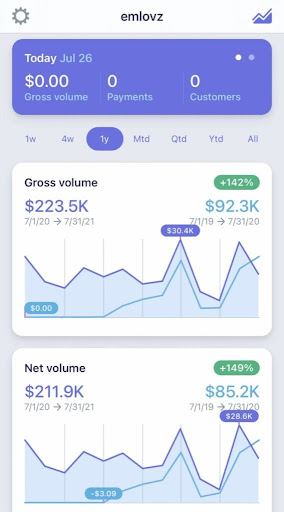 emlovz
Today Jul 26
$0.00 0 0
Gross volume Payments Customers
1w 4w 1y Mtd Qtd Ytd All
Gross volume +142%
$223.5K $92.3K
7/1/20 → 7/31/21 7/1/19 → 7/31/20
$30.4K
$0.00
Net volume +149%
$211.9K $85.2K
7/1/20 → 7/31/21 7/1/19 → 7/31/20
$28.6K
-$3.09